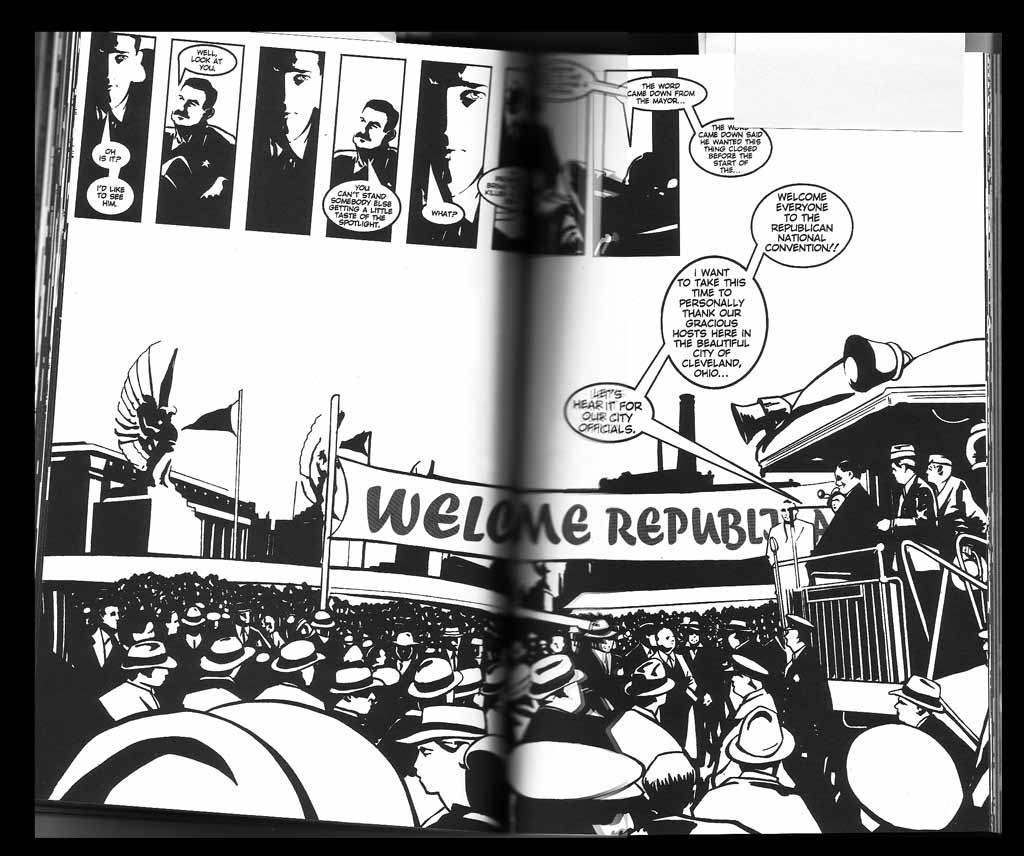 OH
IS IT?
I'D LIKE
TO SEE
HIM.
WELL,
LOOK AT
YOU.
YOU
CAN'T STAND
SOMEBODY ELSE
GETTING A LITTLE
TASTE OF THE
SPOTLIGHT.
WHAT?
THE WORD
CAME DOWN FROM
THE MAYOR...
THE WORD
CAME DOWN SAID
HE WANTED THIS
THING CLOSED
BEFORE THE
START OF
THE...
WELCOME
EVERYONE
TO THE
REPUBLICAN
NATIONAL
CONVENTION!!
I WANT
TO TAKE THIS
TIME TO
PERSONALLY
THANK OUR
GRACIOUS
HOSTS HERE IN
THE BEAUTIFUL
CITY OF
CLEVELAND,
OHIO...
LET'S
HEAR IT FOR
OUR CITY
OFFICIALS.
WELCOME REPUBLI A